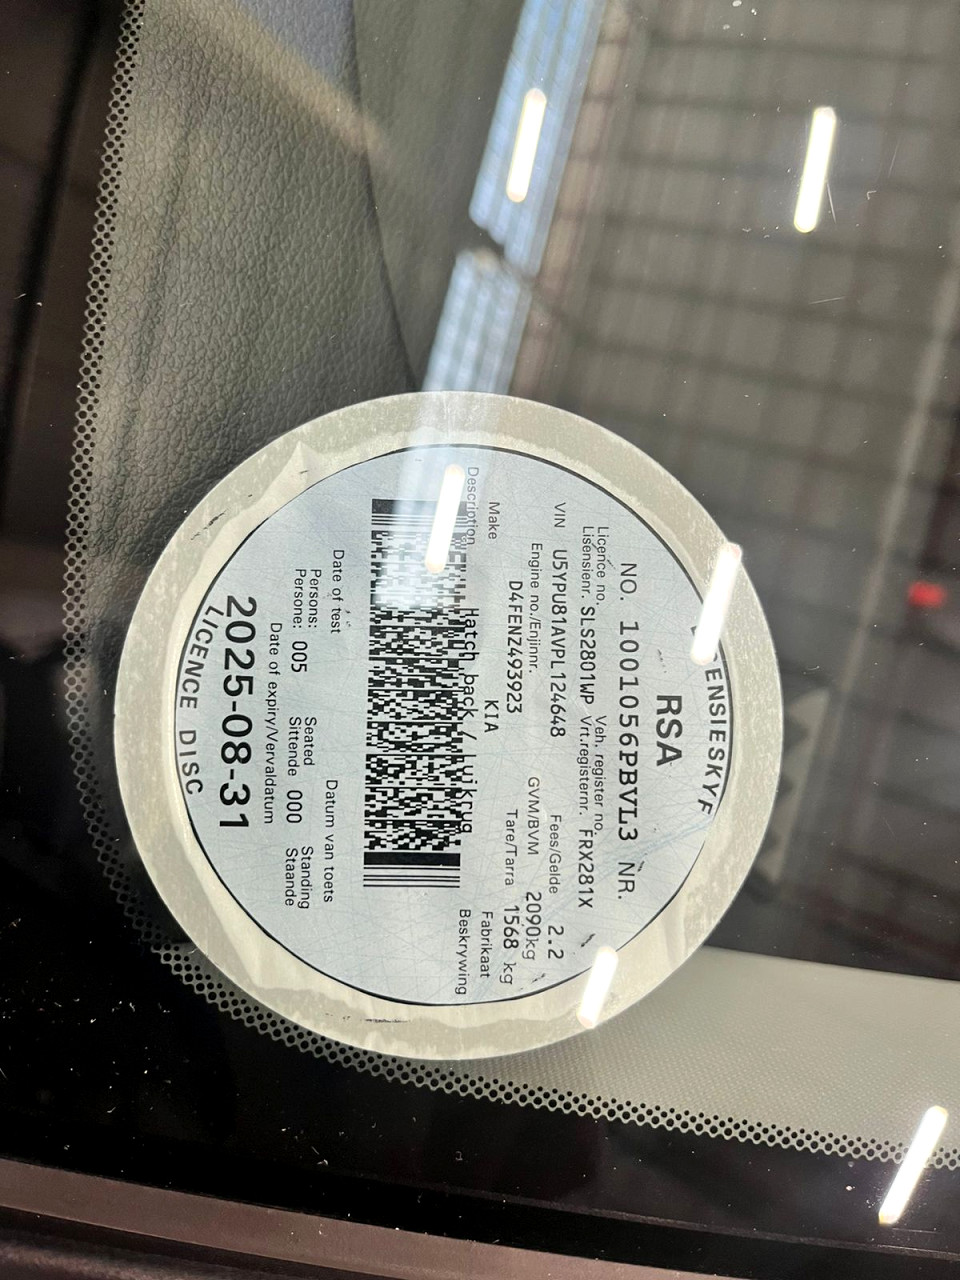 ENSIESKYF
RSA
NO. 1001056PBVL3 NR.
Licence no. Veh. register no.
Lisensienr. SLS2801WP Vrt.registernr. FRX281X
VIN U5YPU81AVPL124648 Fees/Gelde 2.2
Engine no./Enjinnr. GVM/BVM 2090kg
D4FENZ493923 Tare/Tarra 1568 kg
Make KIA Fabrikaat
Description Hatch back / Luikrug Beskrywing
Date of test Datum van toets
Persons: Seated Standing
Persone: 005 Sittende 000 Staande
Date of expiry/Vervaldatum
2025-08-31
LICENCE DISC